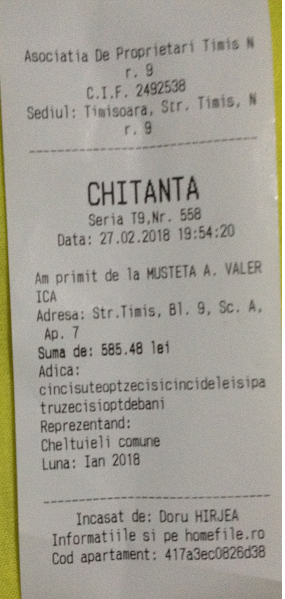 Asociatia De Proprietari Timis N
r. 9
C.I.F. 2492538
Sediul: Timisoara, Str. Timis, N
r. 9
CHITANTA
Seria T9,Nr. 558
Data: 27.02.2018 19:54:20
Am primit de la MUSTETA A. VALER
ICA
Adresa: Str.Timis, Bl. 9, Sc. A,
Ap. 7
Suma de: 585.48 lei
Adica:
cincisuteoptzecisicincideleisipa
truzecisioptdebani
Reprezentand:
Cheltuieli comune
Luna: Ian 2018
Incasat de: Doru HIRJEA
Informatiile si pe homefile.ro
Cod apartament: 417a3ec0826d38